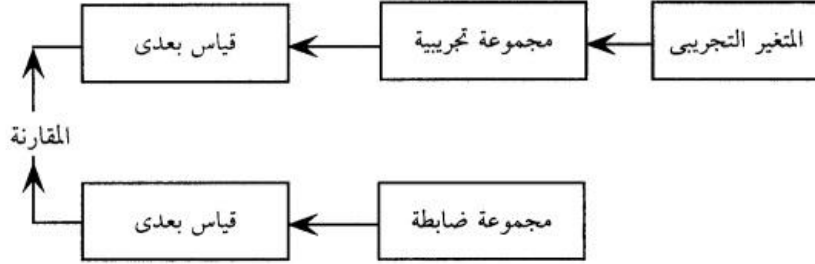 المتغير التجريبى
مجموعة تجريبية
قياس بعدى
المقارنة
مجموعة ضابطة
قياس بعدى